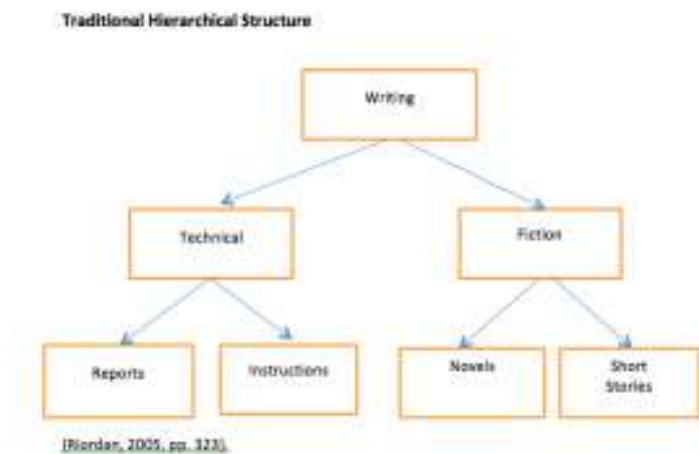 Traditional Hierarchical Structure
Writing
Technical
Fiction
Reports
Instructions
Novels
Short
Stories
(Riordan, 2005, pp. 323).